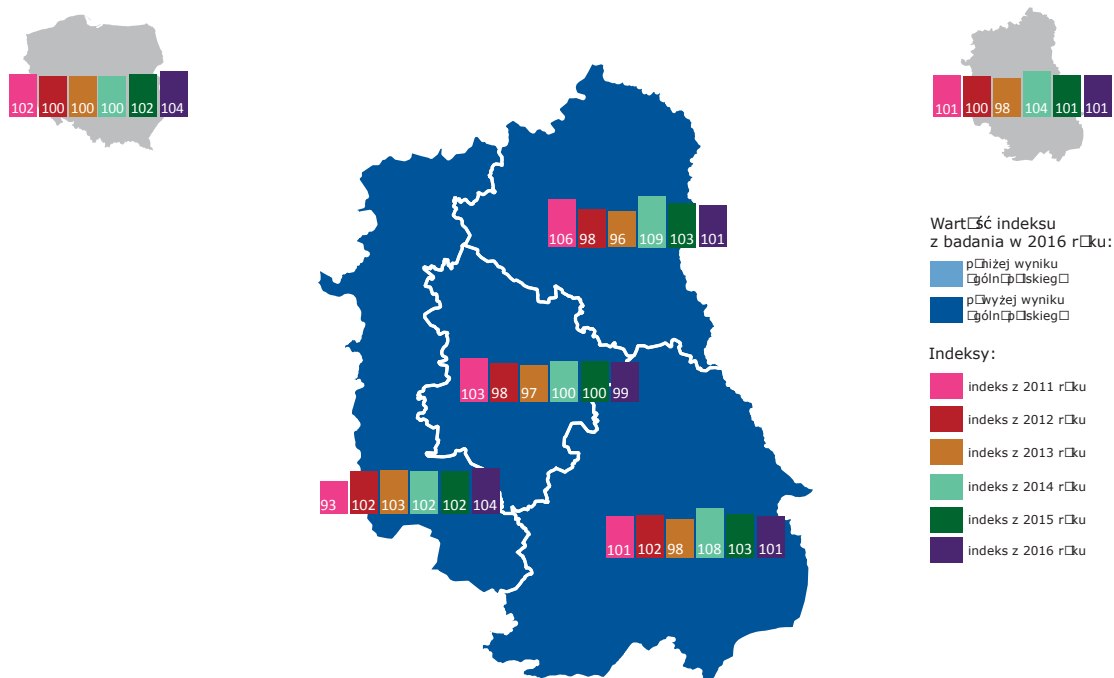 102 100 100 100 102 104
101 100 98 104 101 101
106 98 96 109 103 101
103 98 97 100 100 99
93 102 103 102 102 104
101 102 98 108 103 101
Wart□ść indeksu
z badania w 2016 r□ku:
p□niżej wyniku
□góln□p□lskieg□
p□wyżej wyniku
□góln□p□lskieg□
Indeksy:
indeks z 2011 r□ku
indeks z 2012 r□ku
indeks z 2013 r□ku
indeks z 2014 r□ku
indeks z 2015 r□ku
indeks z 2016 r□ku